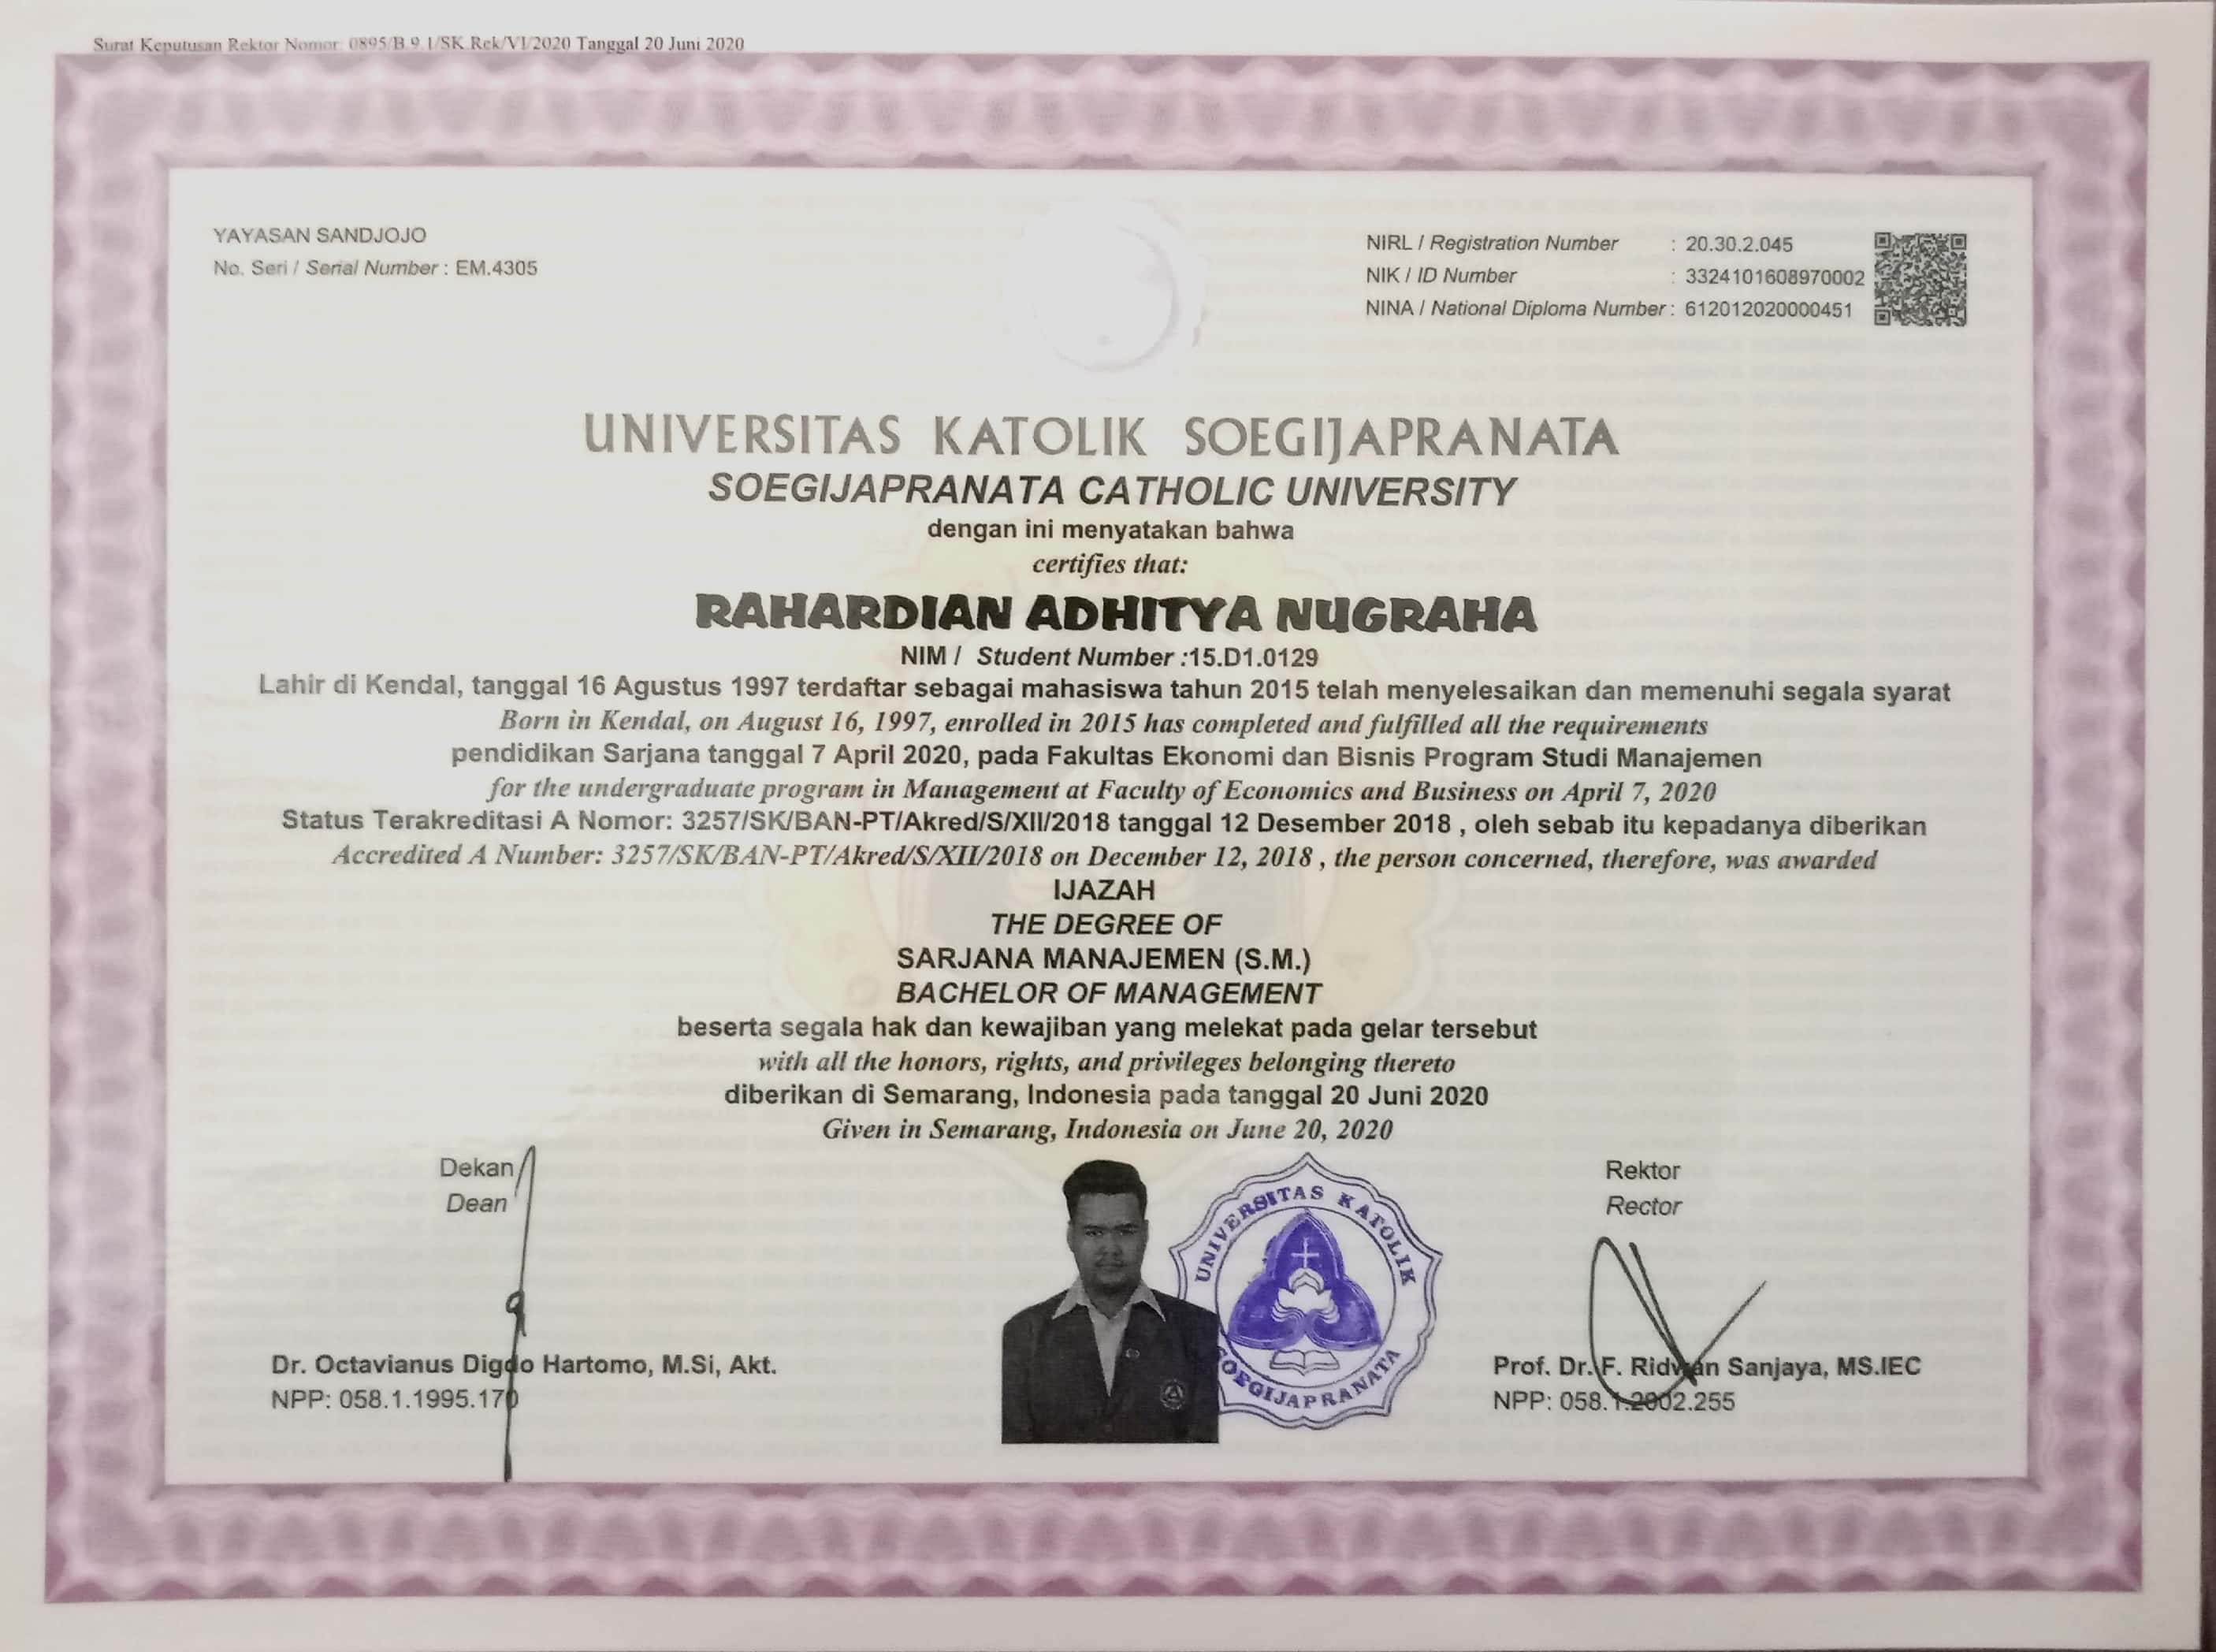 Surat Keputusan Rektor Nomor: 0895/B.9.1/SK.Rek/VI/2020 Tanggal 20 Juni 2020
YAYASAN SANDJOJO
No. Seri / Serial Number : EM.4305
NIRL / Registration Number : 20.30.2.045
NIK / ID Number : 3324101608970002
NINA / National Diploma Number : 612012020000451
UNIVERSITAS KATOLIK SOEGIJAPRANATA
SOEGIJAPRANATA CATHOLIC UNIVERSITY
dengan ini menyatakan bahwa
certifies that:
RAHARDIAN ADHITYA NUGRAHA
NIM / Student Number :15.D1.0129
Lahir di Kendal, tanggal 16 Agustus 1997 terdaftar sebagai mahasiswa tahun 2015 telah menyelesaikan dan memenuhi segala syarat
Born in Kendal, on August 16, 1997, enrolled in 2015 has completed and fulfilled all the requirements
pendidikan Sarjana tanggal 7 April 2020, pada Fakultas Ekonomi dan Bisnis Program Studi Manajemen
for the undergraduate program in Management at Faculty of Economics and Business on April 7, 2020
Status Terakreditasi A Nomor: 3257/SK/BAN-PT/Akred/S/XII/2018 tanggal 12 Desember 2018 , oleh sebab itu kepadanya diberikan
Accredited A Number: 3257/SK/BAN-PT/Akred/S/XII/2018 on December 12, 2018 , the person concerned, therefore, was awarded
IJAZAH
THE DEGREE OF
SARJANA MANAJEMEN (S.M.)
BACHELOR OF MANAGEMENT
beserta segala hak dan kewajiban yang melekat pada gelar tersebut
with all the honors, rights, and privileges belonging thereto
diberikan di Semarang, Indonesia pada tanggal 20 Juni 2020
Given in Semarang, Indonesia on June 20, 2020
Dekan
Dean
Dr. Octavianus Digdo Hartomo, M.Si, Akt.
NPP: 058.1.1995.170
UNIVERSITAS KATOLIK
SOEGIJAPRANATA
Rektor
Rector
Prof. Dr. F. Ridwan Sanjaya, MS.IEC
NPP: 058.1.2002.255